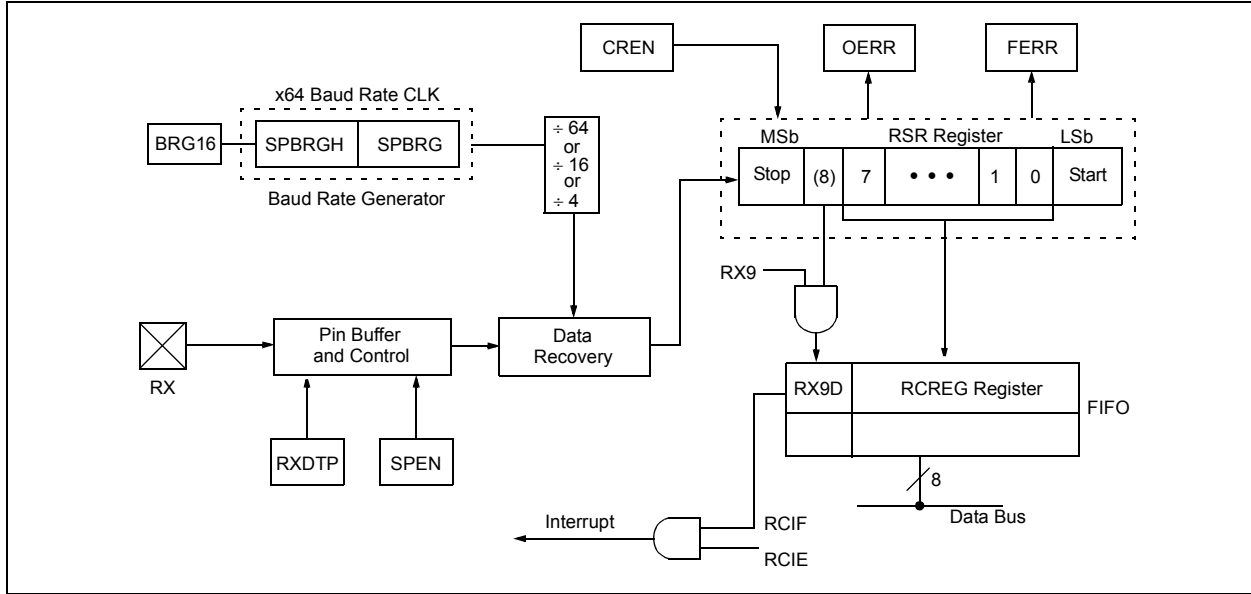 CREN
OERR
FERR
x64 Baud Rate CLK
BRG16
SPBRGH
SPBRG
Baud Rate Generator
÷ 64
or
÷ 16
or
÷ 4
MSb
RSR Register
LSb
Stop
(8)
7
• • •
1
0
Start
RX9
RX
Pin Buffer
and Control
Data
Recovery
RXDTP
SPEN
RX9D
RCREG Register
FIFO
8
Data Bus
Interrupt
RCIF
RCIE